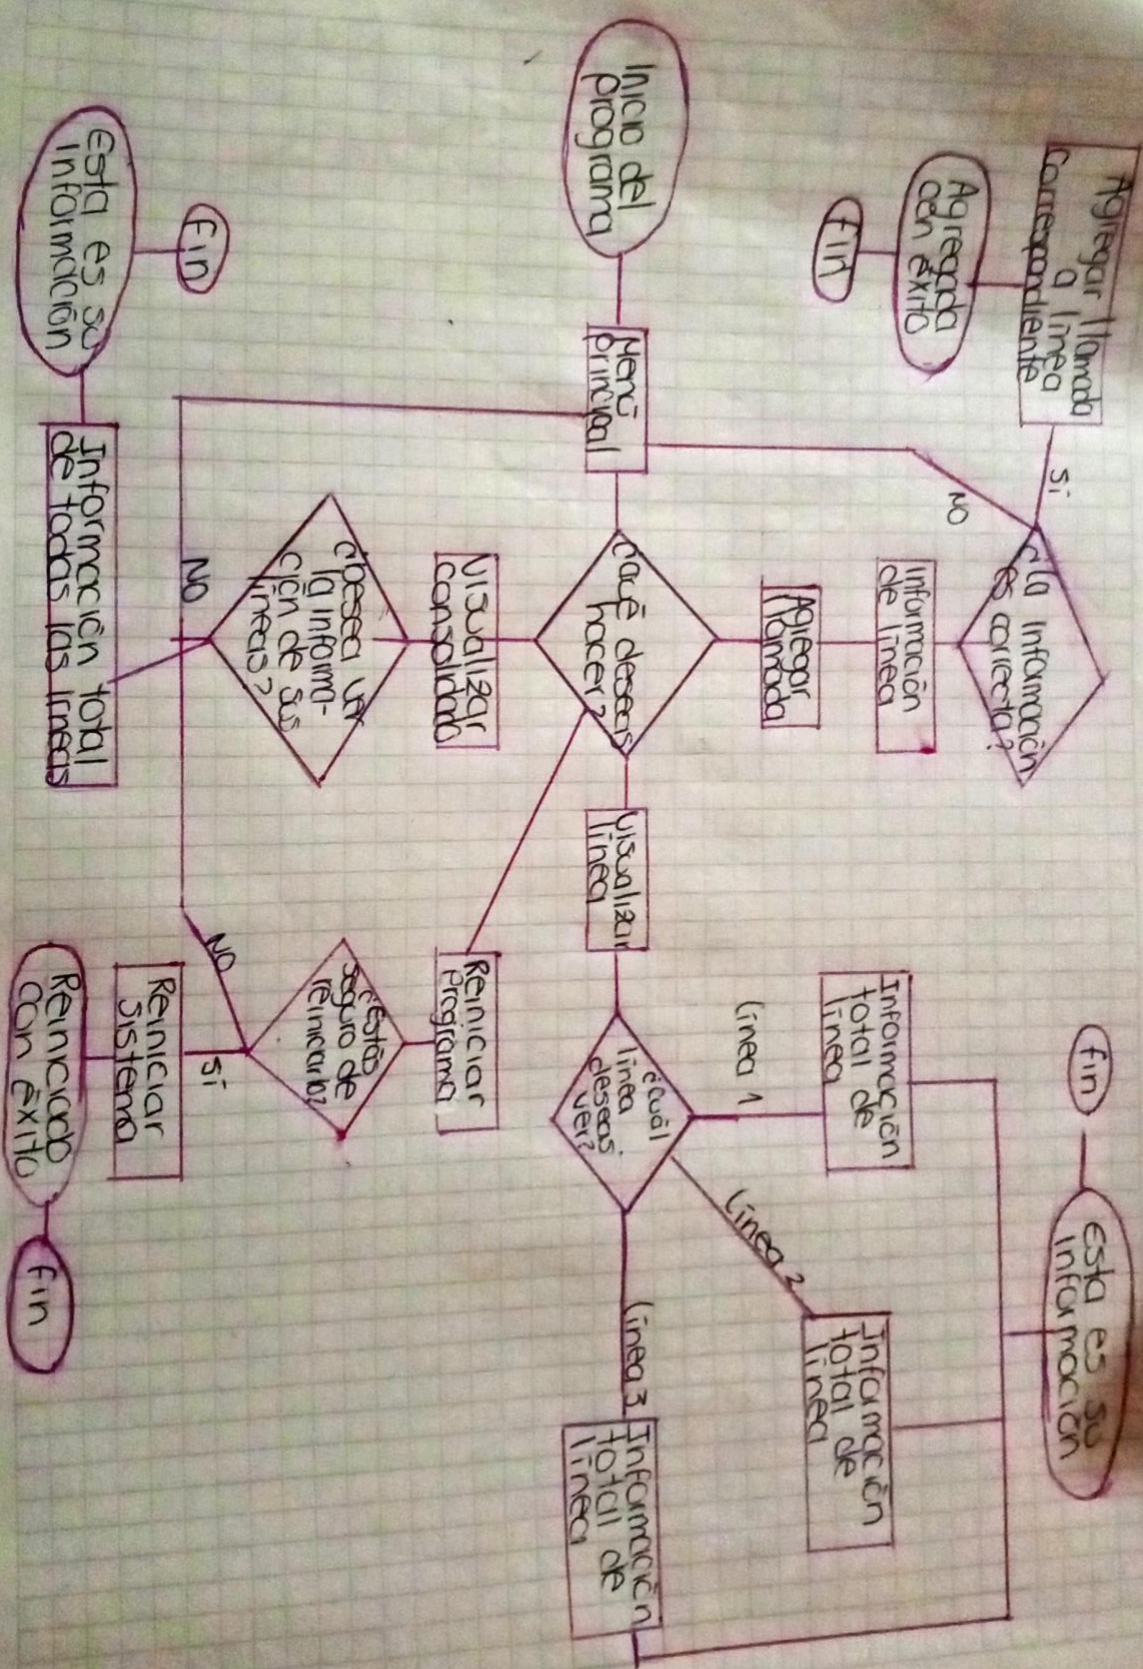 Inicio del
programa
Menú
principal
¿Qué deseas
hacer?
Agregar
llamada
Información
de línea
¿La información
es correcta?
NO
Sí
Agregar llamada
a línea
correspondiente
Agregada
con éxito
Fin
Visualizar
línea
¿Cuál
línea
deseas
ver?
línea 1
Información
total de
línea
línea 2
Información
total de
línea
línea 3
Información
total de
línea
esta es su
información
fin
Visualizar
consolidado
¿Desea ver
la informa-
ción de sus
líneas?
NO
Información total
de todas las líneas
Esta es su
información
Fin
Reiniciar
Programa
¿estás
seguro de
reiniciarlo?
NO
Sí
Reiniciar
Sistema
Reiniciado
con éxito
fin